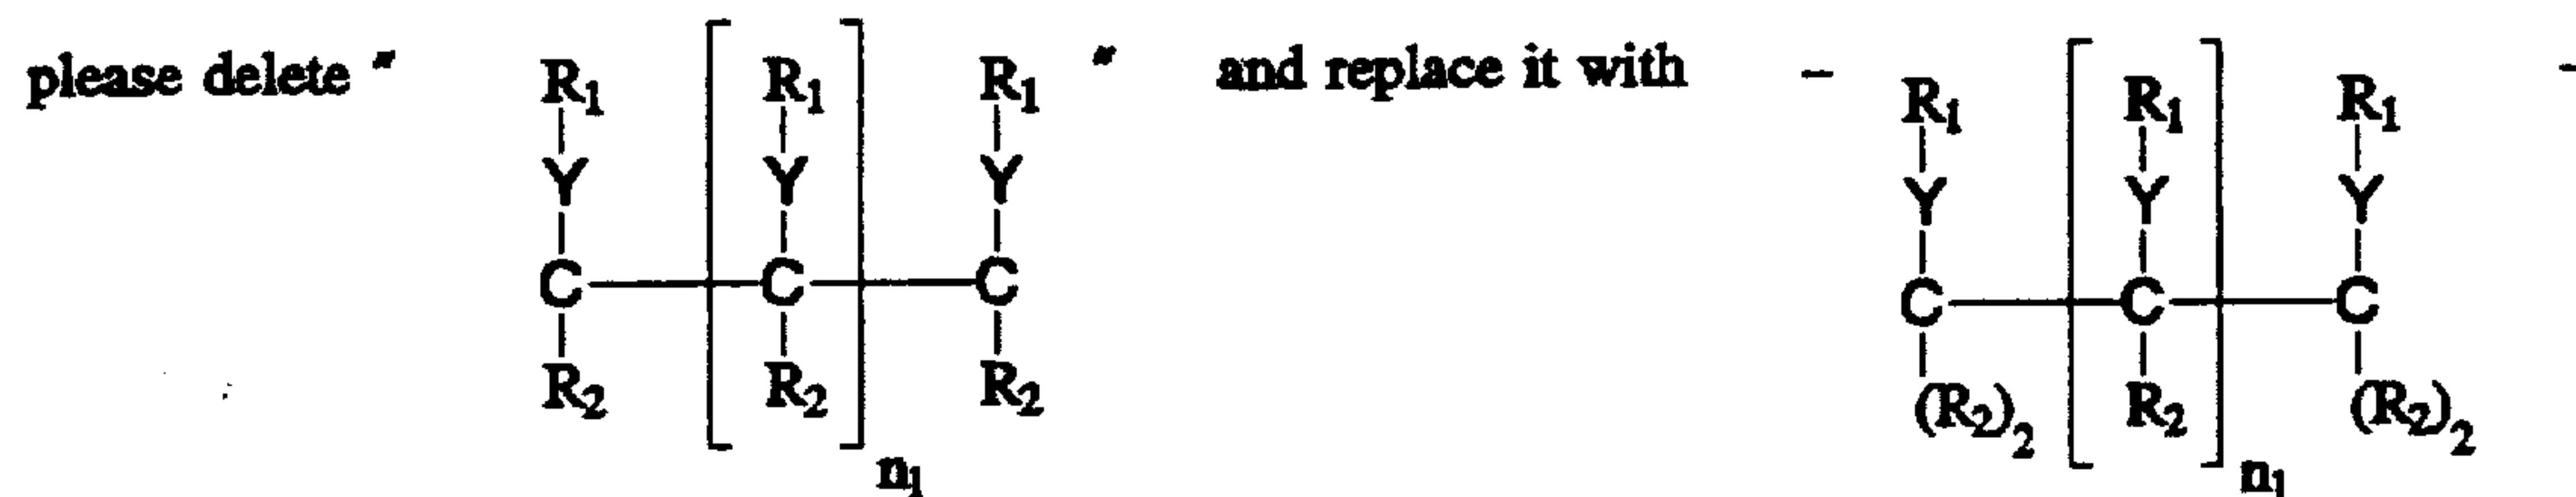 please delete " R₁ R₁ R₁ " and replace it with – R₁ R₁ R₁ –
Y Y Y Y Y Y
C C C C C C
R₂ R₂ R₂ (R₂)₂ R₂ (R₂)₂
n₁ n₁